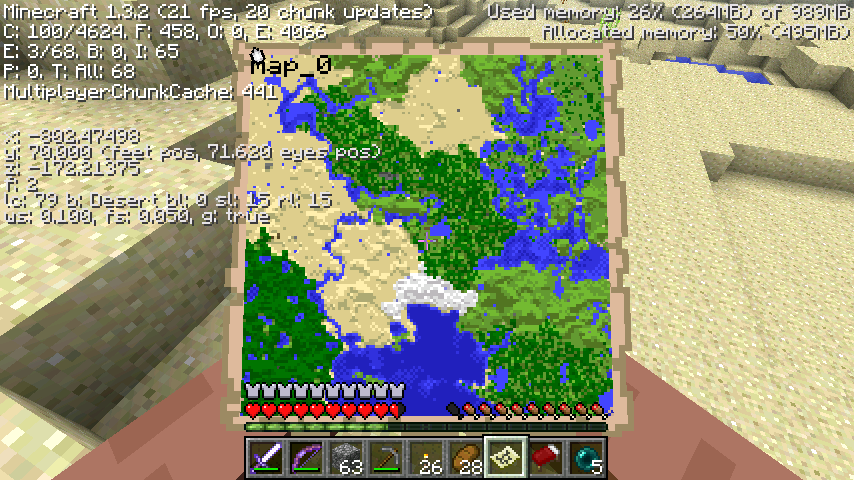 Minecraft 1.3.2 (21 fps, 20 chunk updates)
Used memory: 26% (264MB) of 989MB
C: 100/4624, F: 458, O: 0, E: 4066
Allocated memory: 50% (495MB)
E: 3/68, B: 0, I: 65
P: 0, T: All: 68
MultiplayerChunkCache: 441
Map_0
x: -302.47498
y: 70.000 (feet pos, 71.620 eyes pos)
z: -172.21375
f: 2
lc: 79 b: Desert bl: 0 sl: 15 rl: 15
ws: 0.100, fs: 0.050, g: true
63
26
28
5